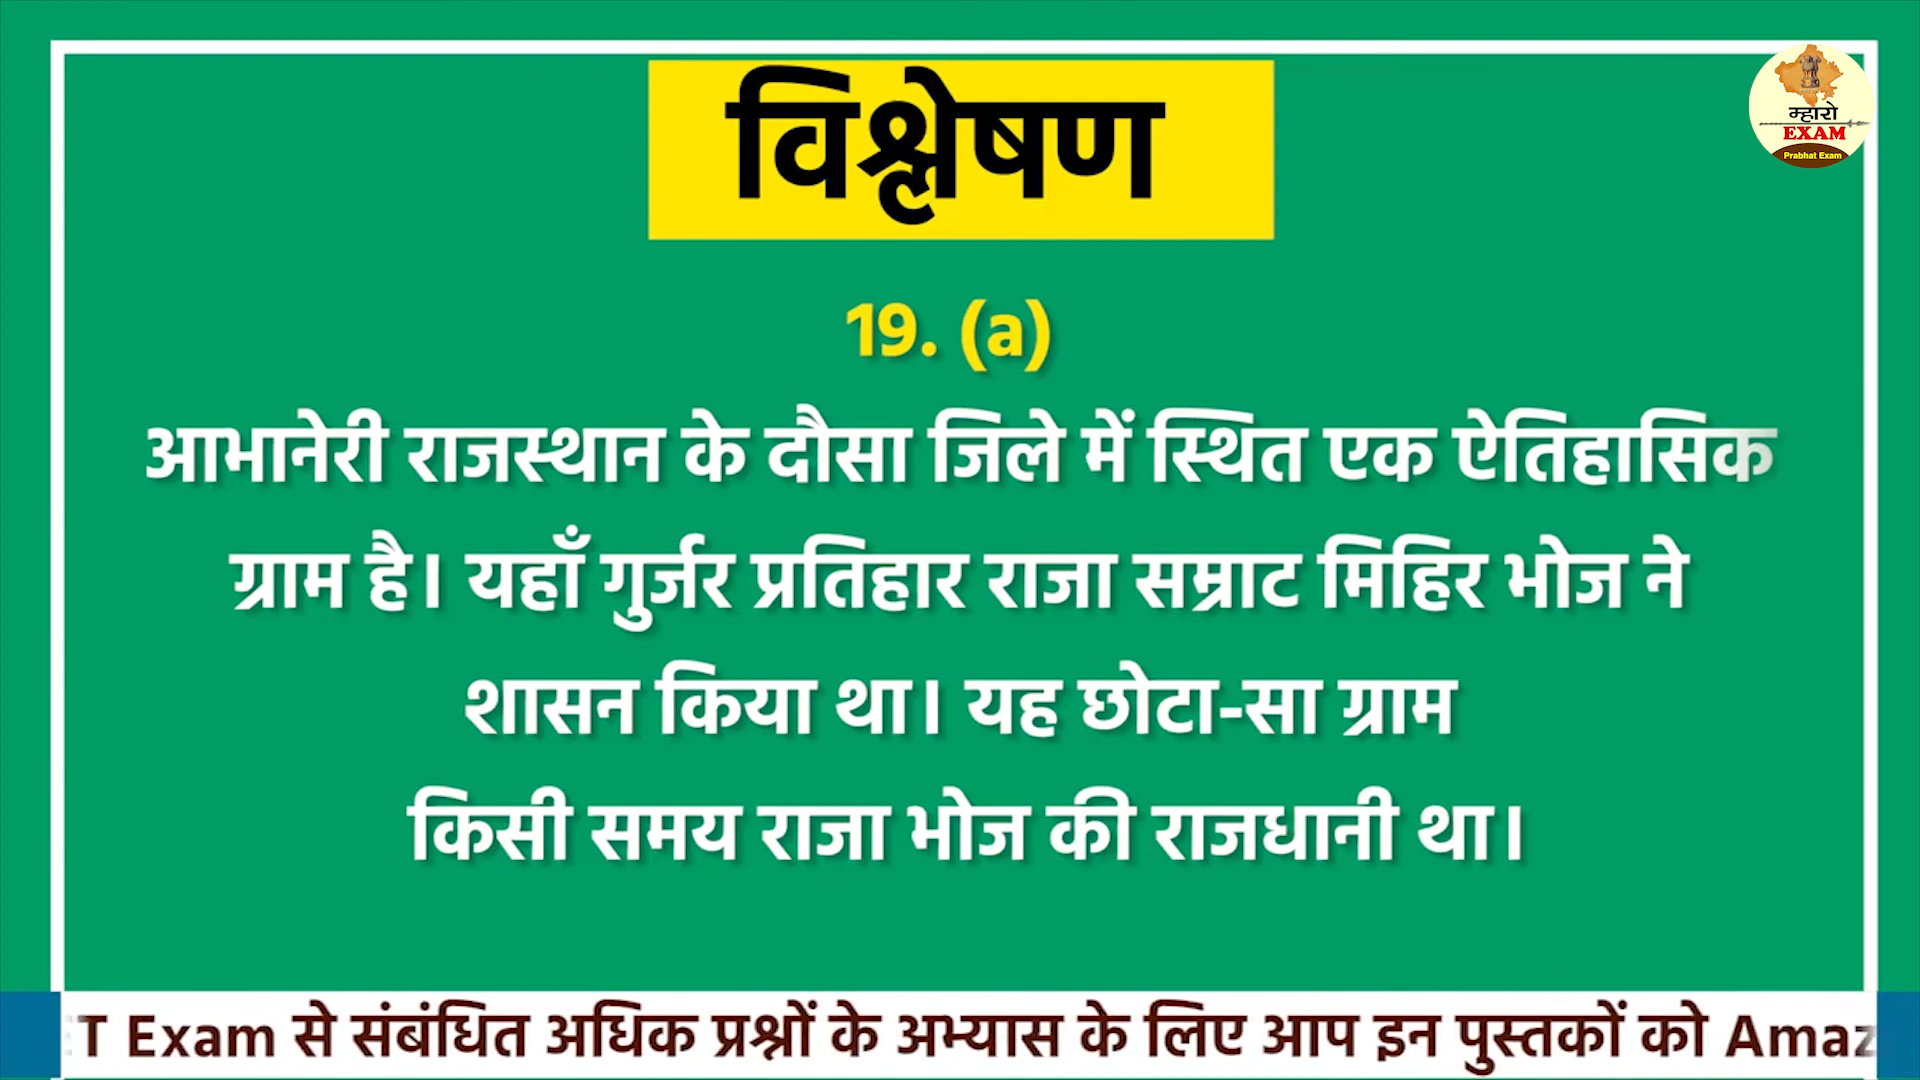 विश्लेषण
म्हारो
EXAM
Prabhat Exam
19. (a)
आभानेरी राजस्थान के दौसा जिले में स्थित एक ऐतिहासिक
ग्राम है। यहाँ गुर्जर प्रतिहार राजा सम्राट मिहिर भोज ने
शासन किया था। यह छोटा-सा ग्राम
किसी समय राजा भोज की राजधानी था।
T Exam से संबंधित अधिक प्रश्नों के अभ्यास के लिए आप इन पुस्तकों को Amaz